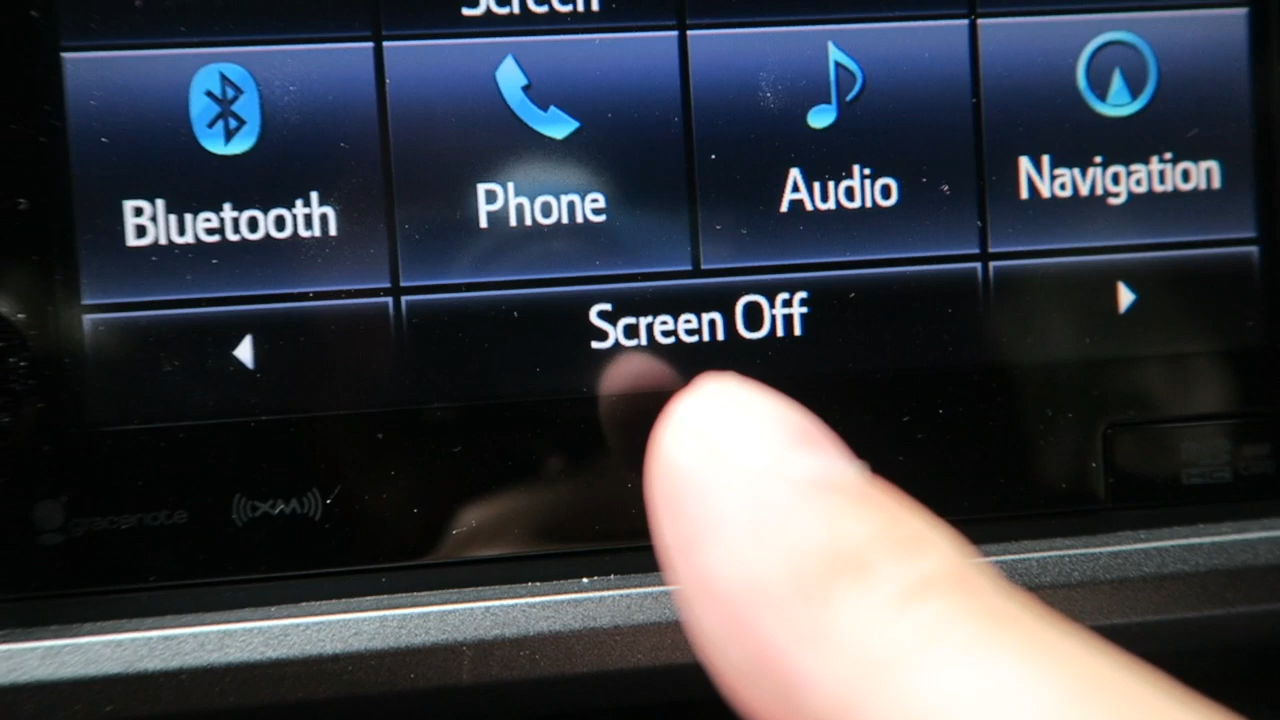 Screen
Bluetooth
Phone
Audio
Navigation
Screen Off
gracenote
((XM))